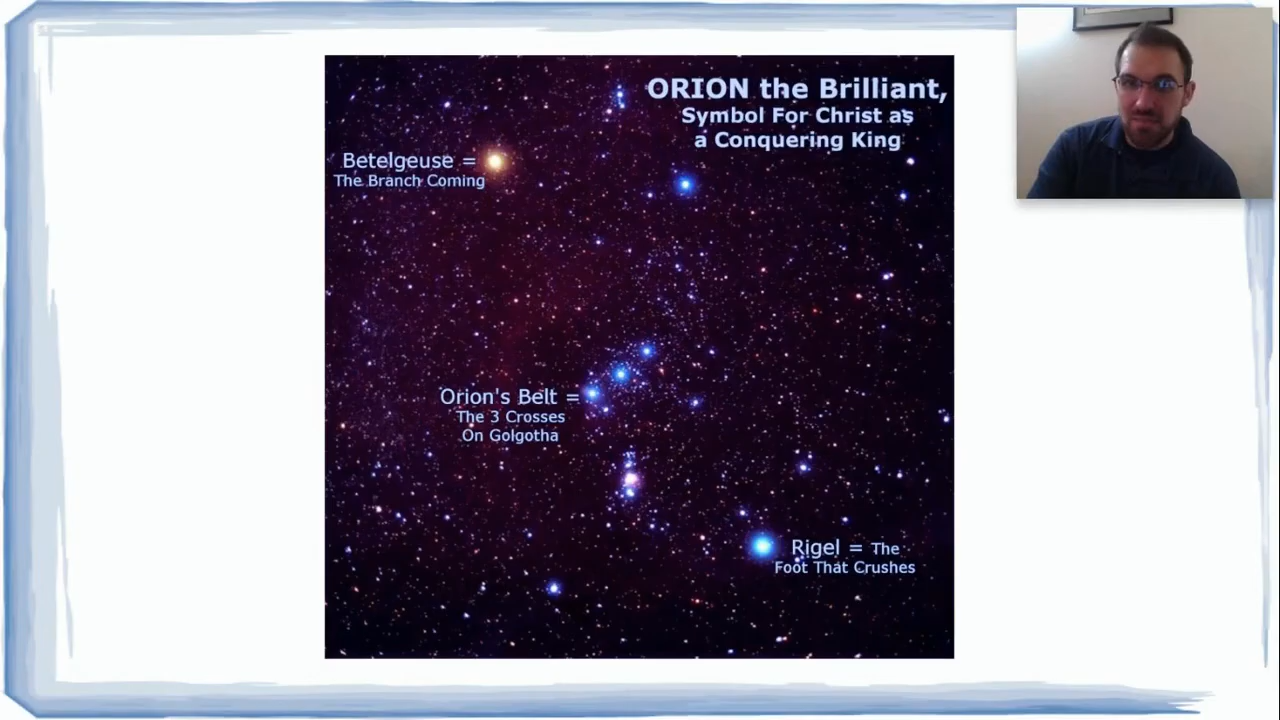 ORION the Brilliant,
Symbol For Christ as
a Conquering King
Betelgeuse =
The Branch Coming
Orion's Belt =
The 3 Crosses
On Golgotha
Rigel = The
Foot That Crushes